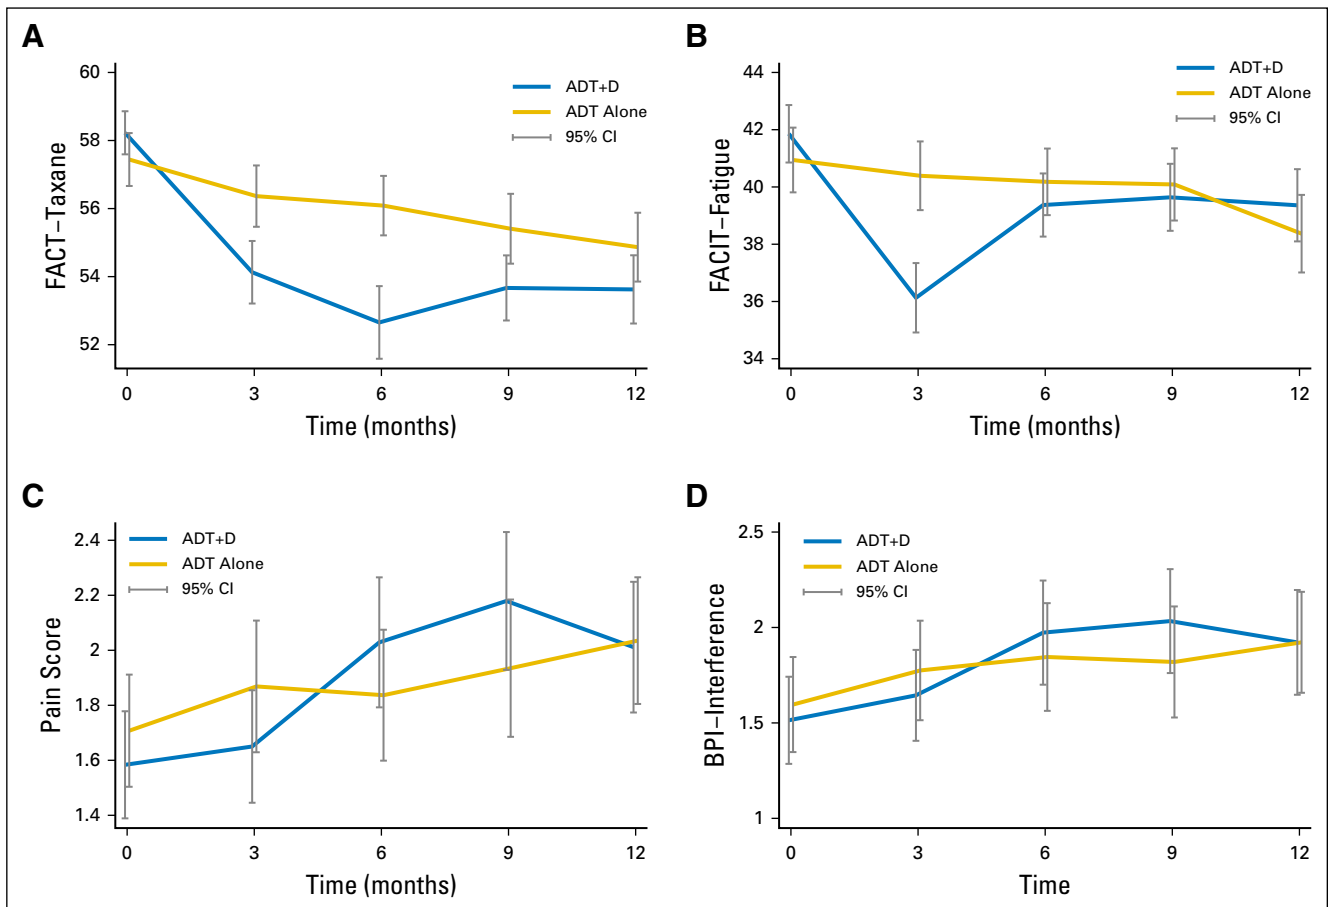 A
FACT–Taxane
60
58
56
54
52
ADT+D
ADT Alone
95% CI
0 3 6 9 12
Time (months)
B
FACIT–Fatigue
44
42
40
38
36
34
ADT+D
ADT Alone
95% CI
0 3 6 9 12
Time (months)
C
Pain Score
2.4
2.2
2
1.8
1.6
1.4
ADT+D
ADT Alone
95% CI
0 3 6 9 12
Time (months)
D
BPI–Interference
2.5
2
1.5
1
ADT+D
ADT Alone
95% CI
0 3 6 9 12
Time